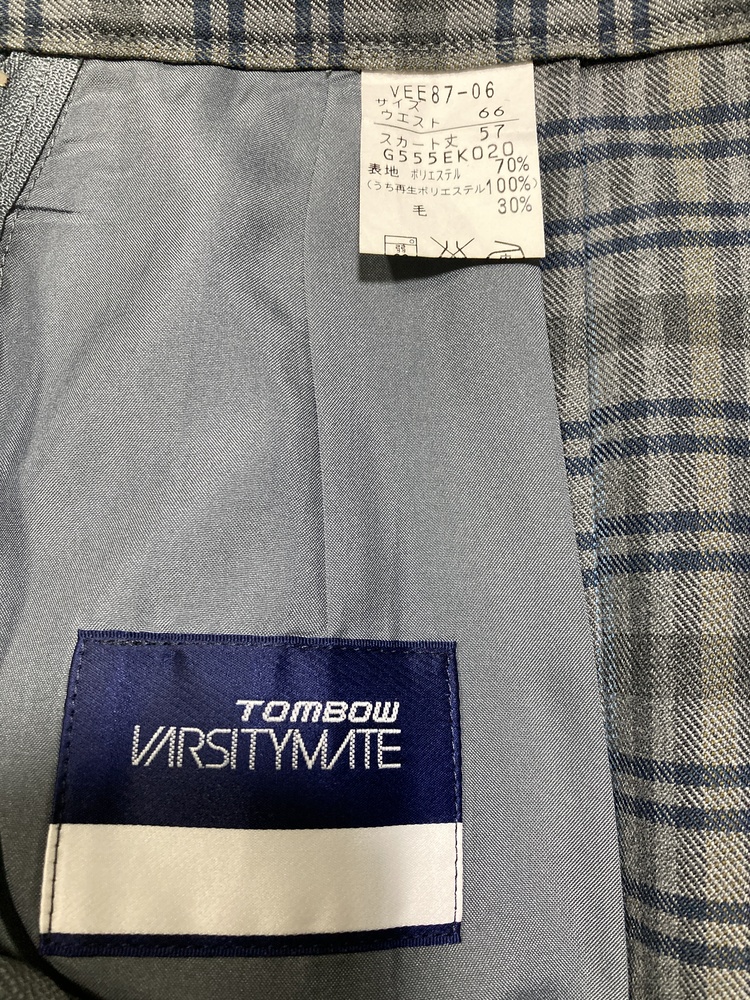 VEE87-06
サイズ
ウエスト 66
スカート丈 57
G555EK020
表地 ポリエステル 70%
(うち再生ポリエステル100%)
毛 30%
弱
中
TOMBOW
VARSITYMATE